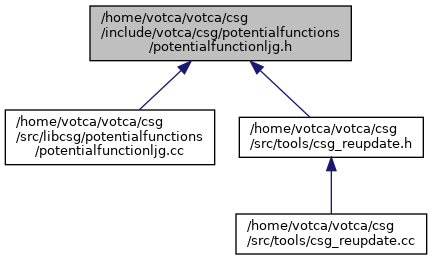 /home/votca/votca/csg
/include/votca/csg/potentialfunctions
/potentialfunctionljg.h
/home/votca/votca/csg
/src/libcsg/potentialfunctions
/potentialfunctionljg.cc
/home/votca/votca/csg
/src/tools/csg_reupdate.h
/home/votca/votca/csg
/src/tools/csg_reupdate.cc